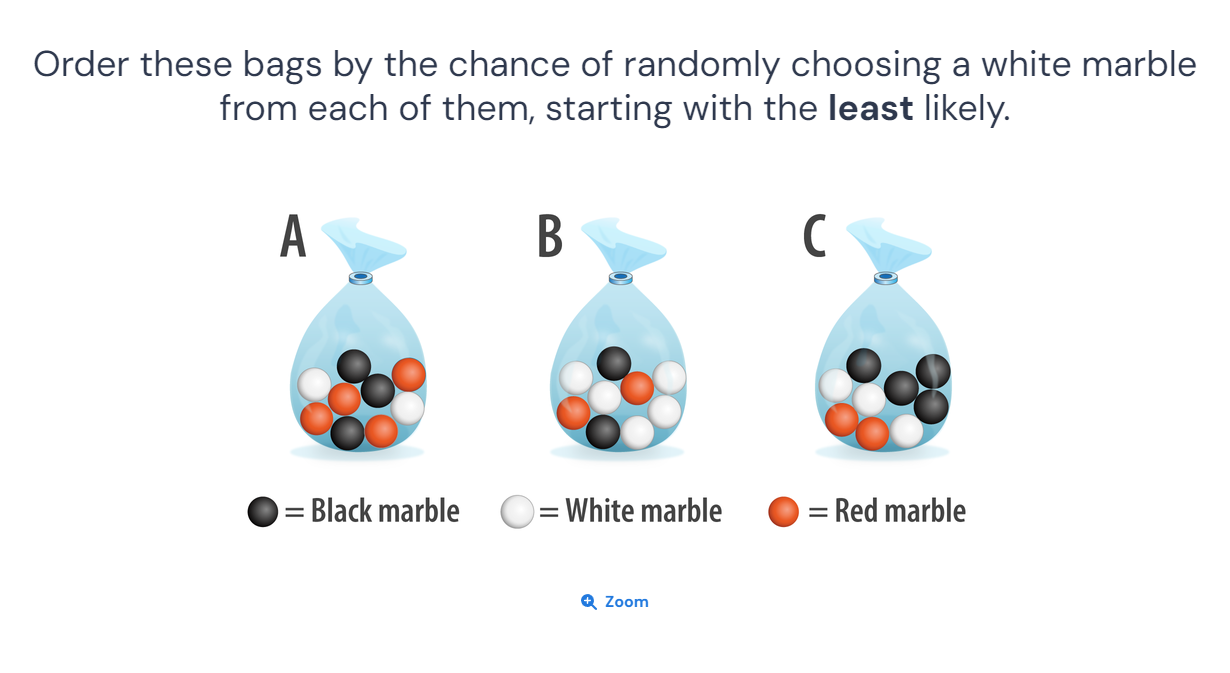 Order these bags by the chance of randomly choosing a white marble
from each of them, starting with the least likely.
A B C
= Black marble = White marble = Red marble
Zoom